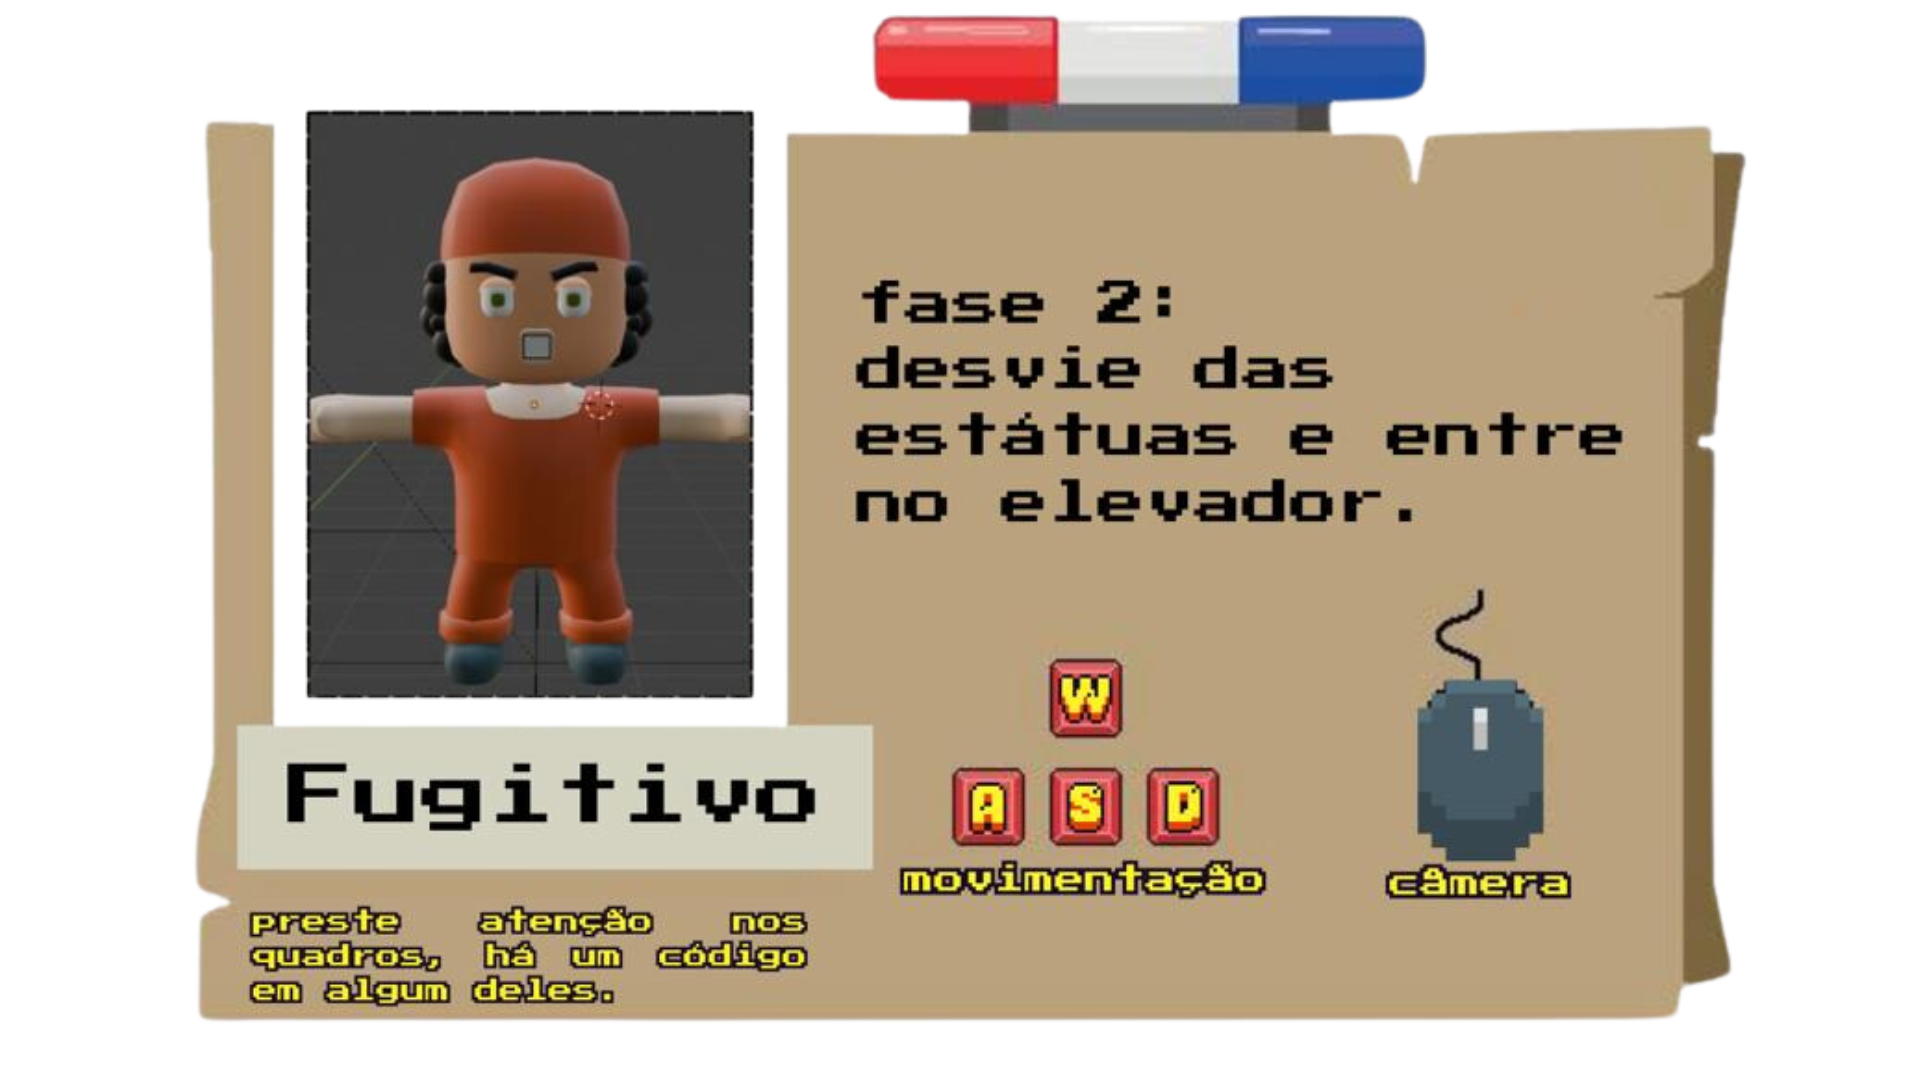 fase 2:
desvie das
estátuas e entre
no elevador.
W
A S D
movimentação
câmera
Fugitivo
preste atenção nos
quadros, há um código
em algum deles.